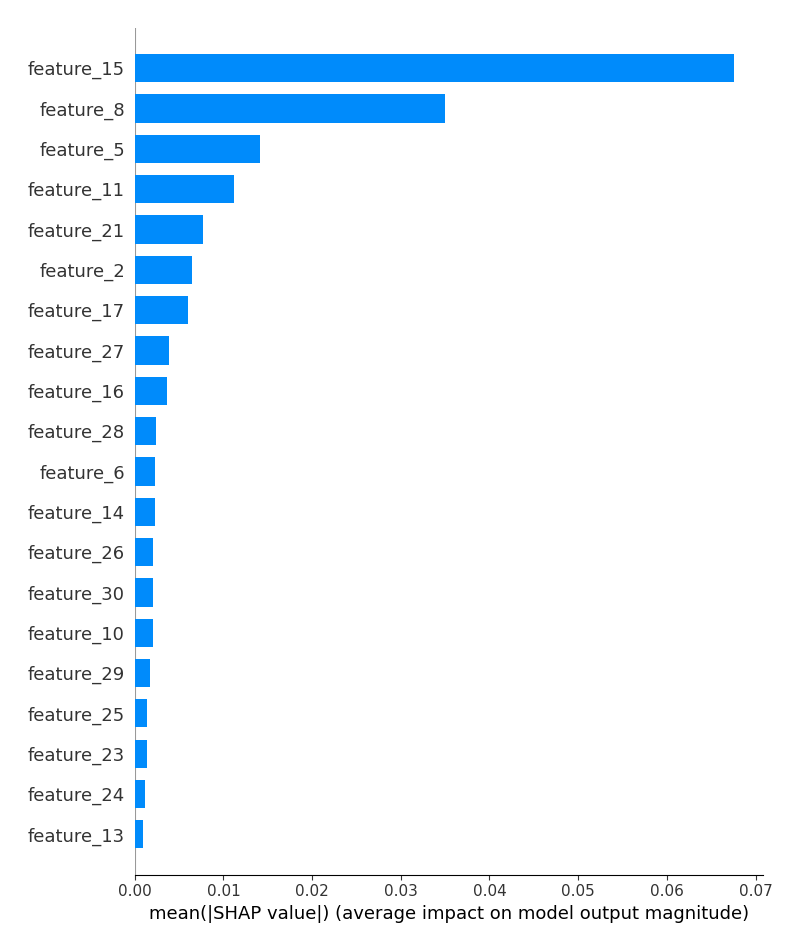 feature_15
feature_8
feature_5
feature_11
feature_21
feature_2
feature_17
feature_27
feature_16
feature_28
feature_6
feature_14
feature_26
feature_30
feature_10
feature_29
feature_25
feature_23
feature_24
feature_13
0.00 0.01 0.02 0.03 0.04 0.05 0.06 0.07
mean(|SHAP value|) (average impact on model output magnitude)